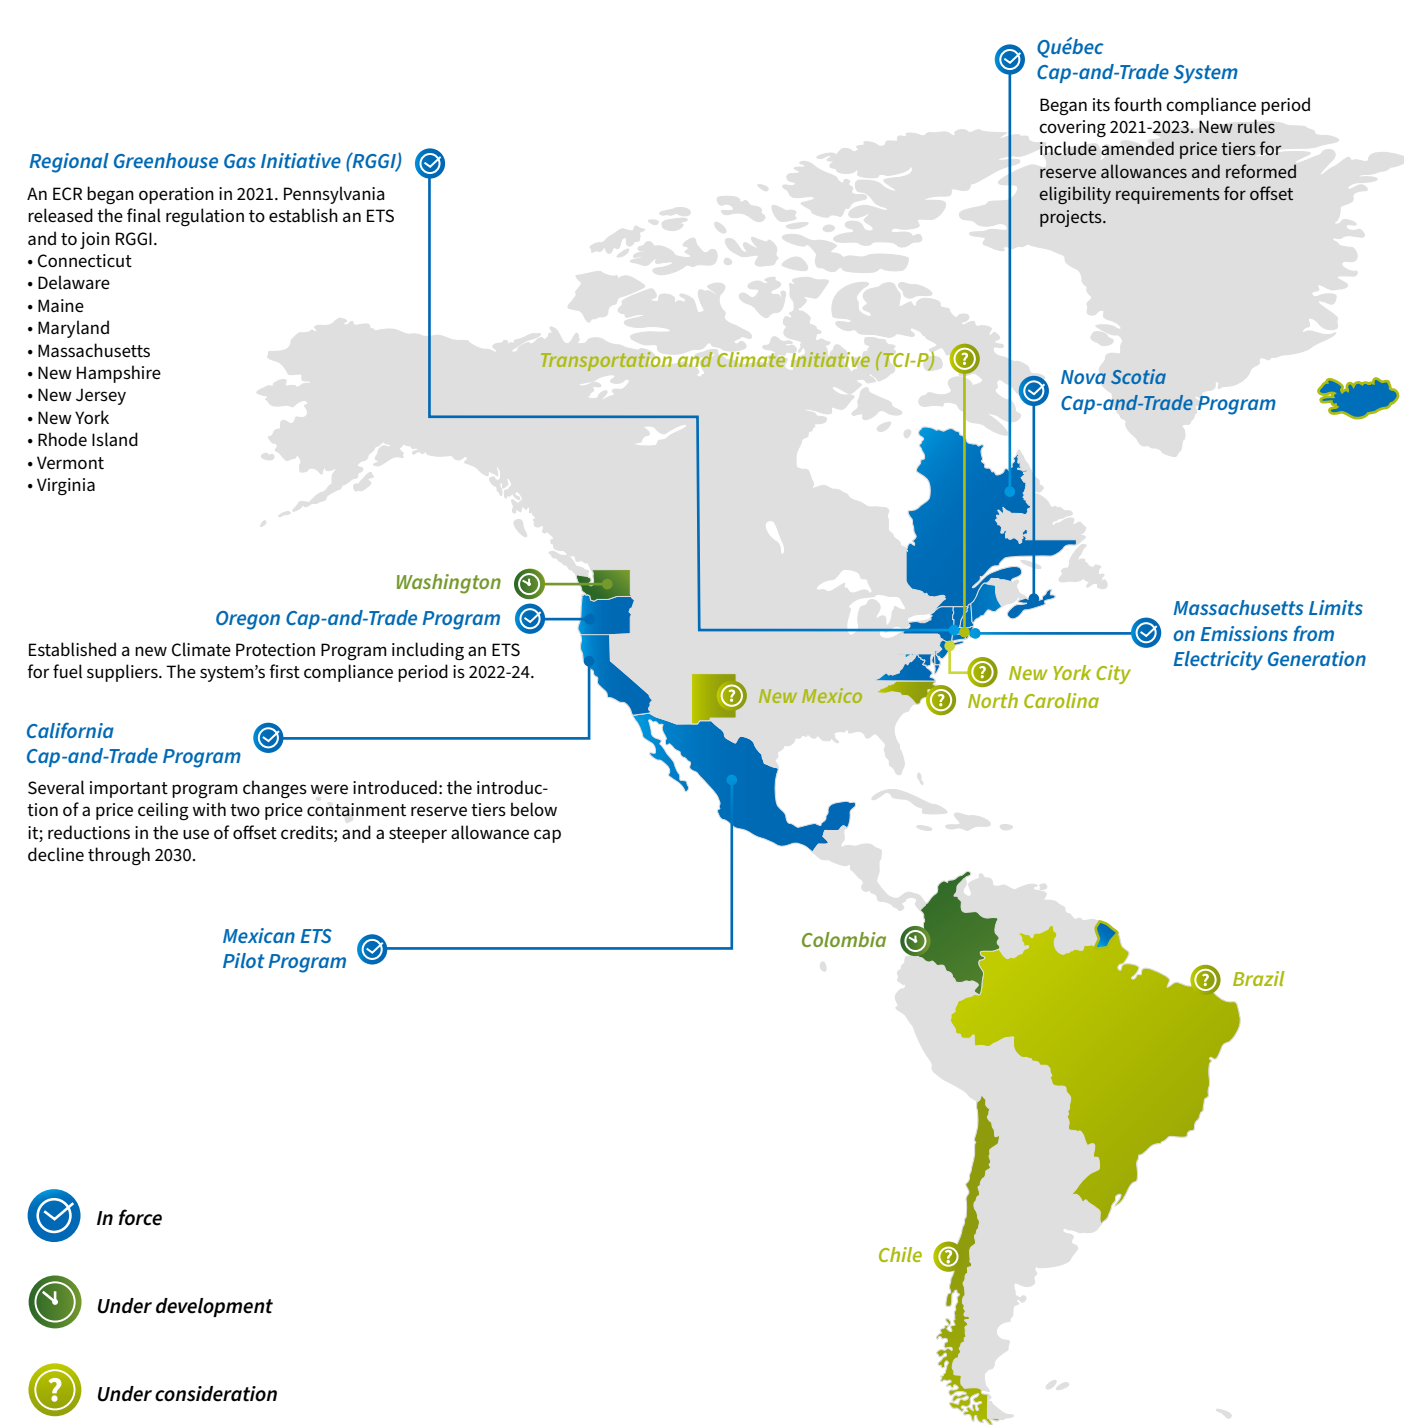 Québec
Cap-and-Trade System
Began its fourth compliance period
covering 2021-2023. New rules
include amended price tiers for
reserve allowances and reformed
eligibility requirements for offset
projects.
Regional Greenhouse Gas Initiative (RGGI)
An ECR began operation in 2021. Pennsylvania
released the final regulation to establish an ETS
and to join RGGI.
• Connecticut
• Delaware
• Maine
• Maryland
• Massachusetts
• New Hampshire
• New Jersey
• New York
• Rhode Island
• Vermont
• Virginia
Transportation and Climate Initiative (TCI-P)
?
Nova Scotia
Cap-and-Trade Program
Washington
Oregon Cap-and-Trade Program
Established a new Climate Protection Program including an ETS
for fuel suppliers. The system’s first compliance period is 2022-24.
Massachusetts Limits
on Emissions from
Electricity Generation
? New York City
? North Carolina
? New Mexico
California
Cap-and-Trade Program
Several important program changes were introduced: the introduc-
tion of a price ceiling with two price containment reserve tiers below
it; reductions in the use of offset credits; and a steeper allowance cap
decline through 2030.
Mexican ETS
Pilot Program
Colombia
? Brazil
Chile ?
In force
Under development
? Under consideration